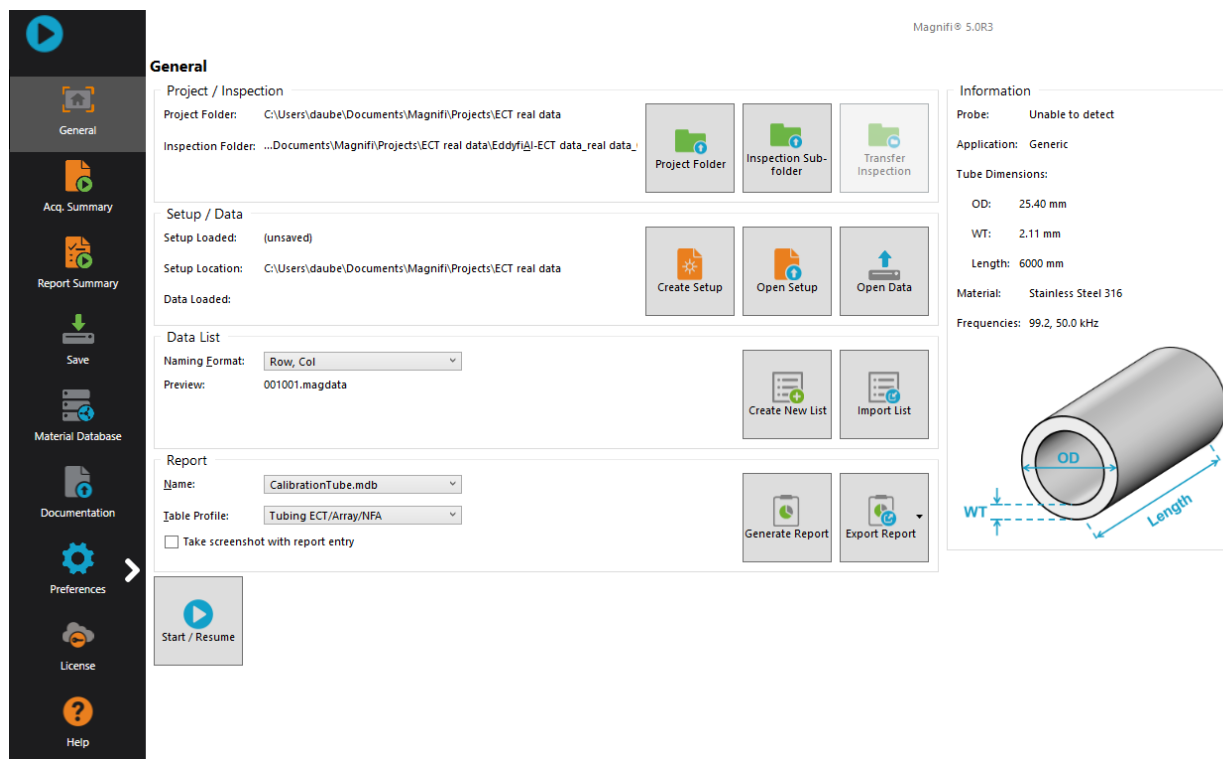 Magnifi® 5.0R3
General
Acq. Summary
Report Summary
Save
Material Database
Documentation
Preferences
License
Help
General
Project / Inspection
Project Folder: C:\Users\daube\Documents\Magnifi\Projects\ECT real data
Inspection Folder: ...Documents\Magnifi\Projects\ECT real data\EddyfiAI-ECT data_real data_
Project Folder
Inspection Sub-
folder
Transfer
Inspection
Setup / Data
Setup Loaded: (unsaved)
Setup Location: C:\Users\daube\Documents\Magnifi\Projects\ECT real data
Data Loaded:
Create Setup
Open Setup
Open Data
Data List
Naming Format: Row, Col
Preview: 001001.magdata
Create New List
Import List
Report
Name: CalibrationTube.mdb
Table Profile: Tubing ECT/Array/NFA
Take screenshot with report entry
Generate Report
Export Report
Start / Resume
Information
Probe: Unable to detect
Application: Generic
Tube Dimensions:
OD: 25.40 mm
WT: 2.11 mm
Length: 6000 mm
Material: Stainless Steel 316
Frequencies: 99.2, 50.0 kHz
OD
WT
Length